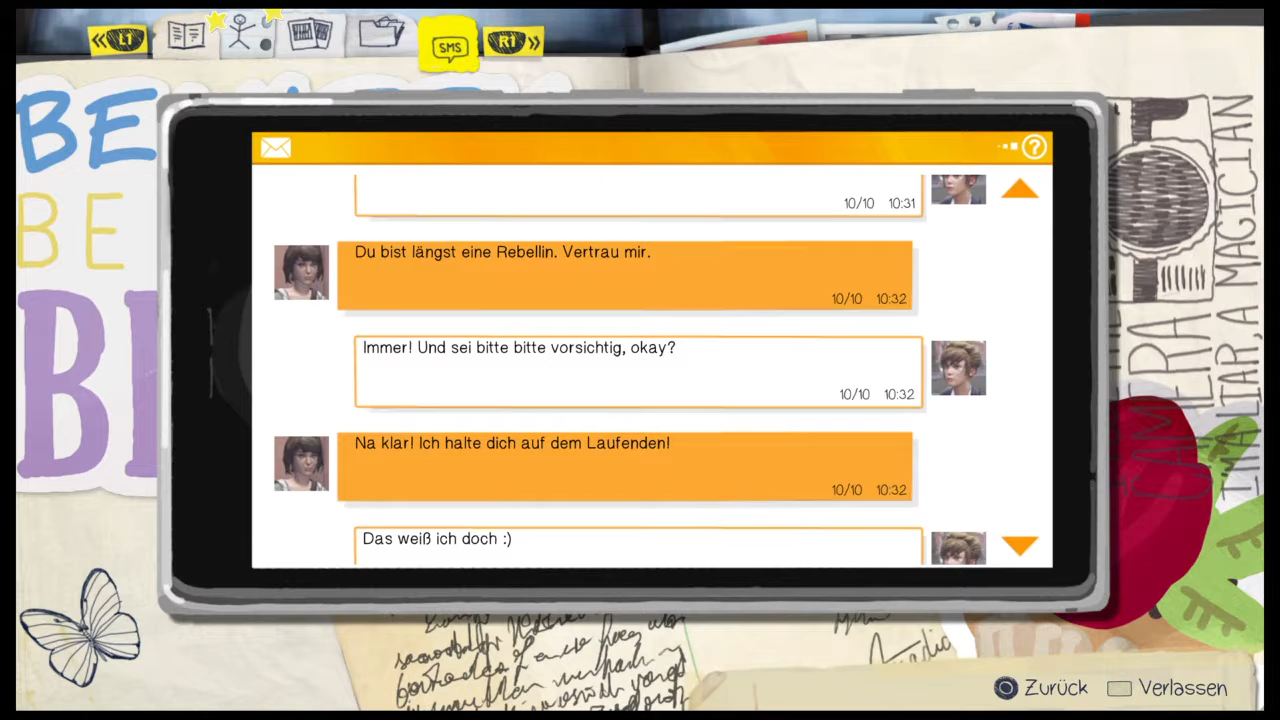 L1
SMS
R1
BE
BE
10/10 10:31
Du bist längst eine Rebellin. Vertrau mir.
10/10 10:32
Immer! Und sei bitte bitte vorsichtig, okay?
10/10 10:32
Na klar! Ich halte dich auf dem Laufenden!
10/10 10:32
Das weiß ich doch :)
CAMERA
LIAR, A MAGICIAN
Zurück
Verlassen